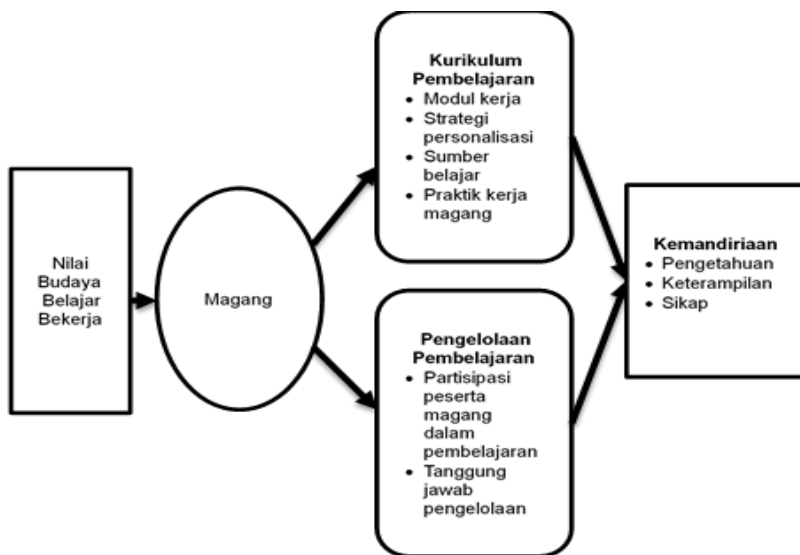 Nilai
Budaya
Belajar
Bekerja
Magang
Kurikulum
Pembelajaran
• Modul kerja
• Strategi
personalisasi
• Sumber
belajar
• Praktik kerja
magang
Pengelolaan
Pembelajaran
• Partisipasi
peserta
magang
dalam
pembelajaran
• Tanggung
jawab
pengelolaan
Kemandiriaan
• Pengetahuan
• Keterampilan
• Sikap